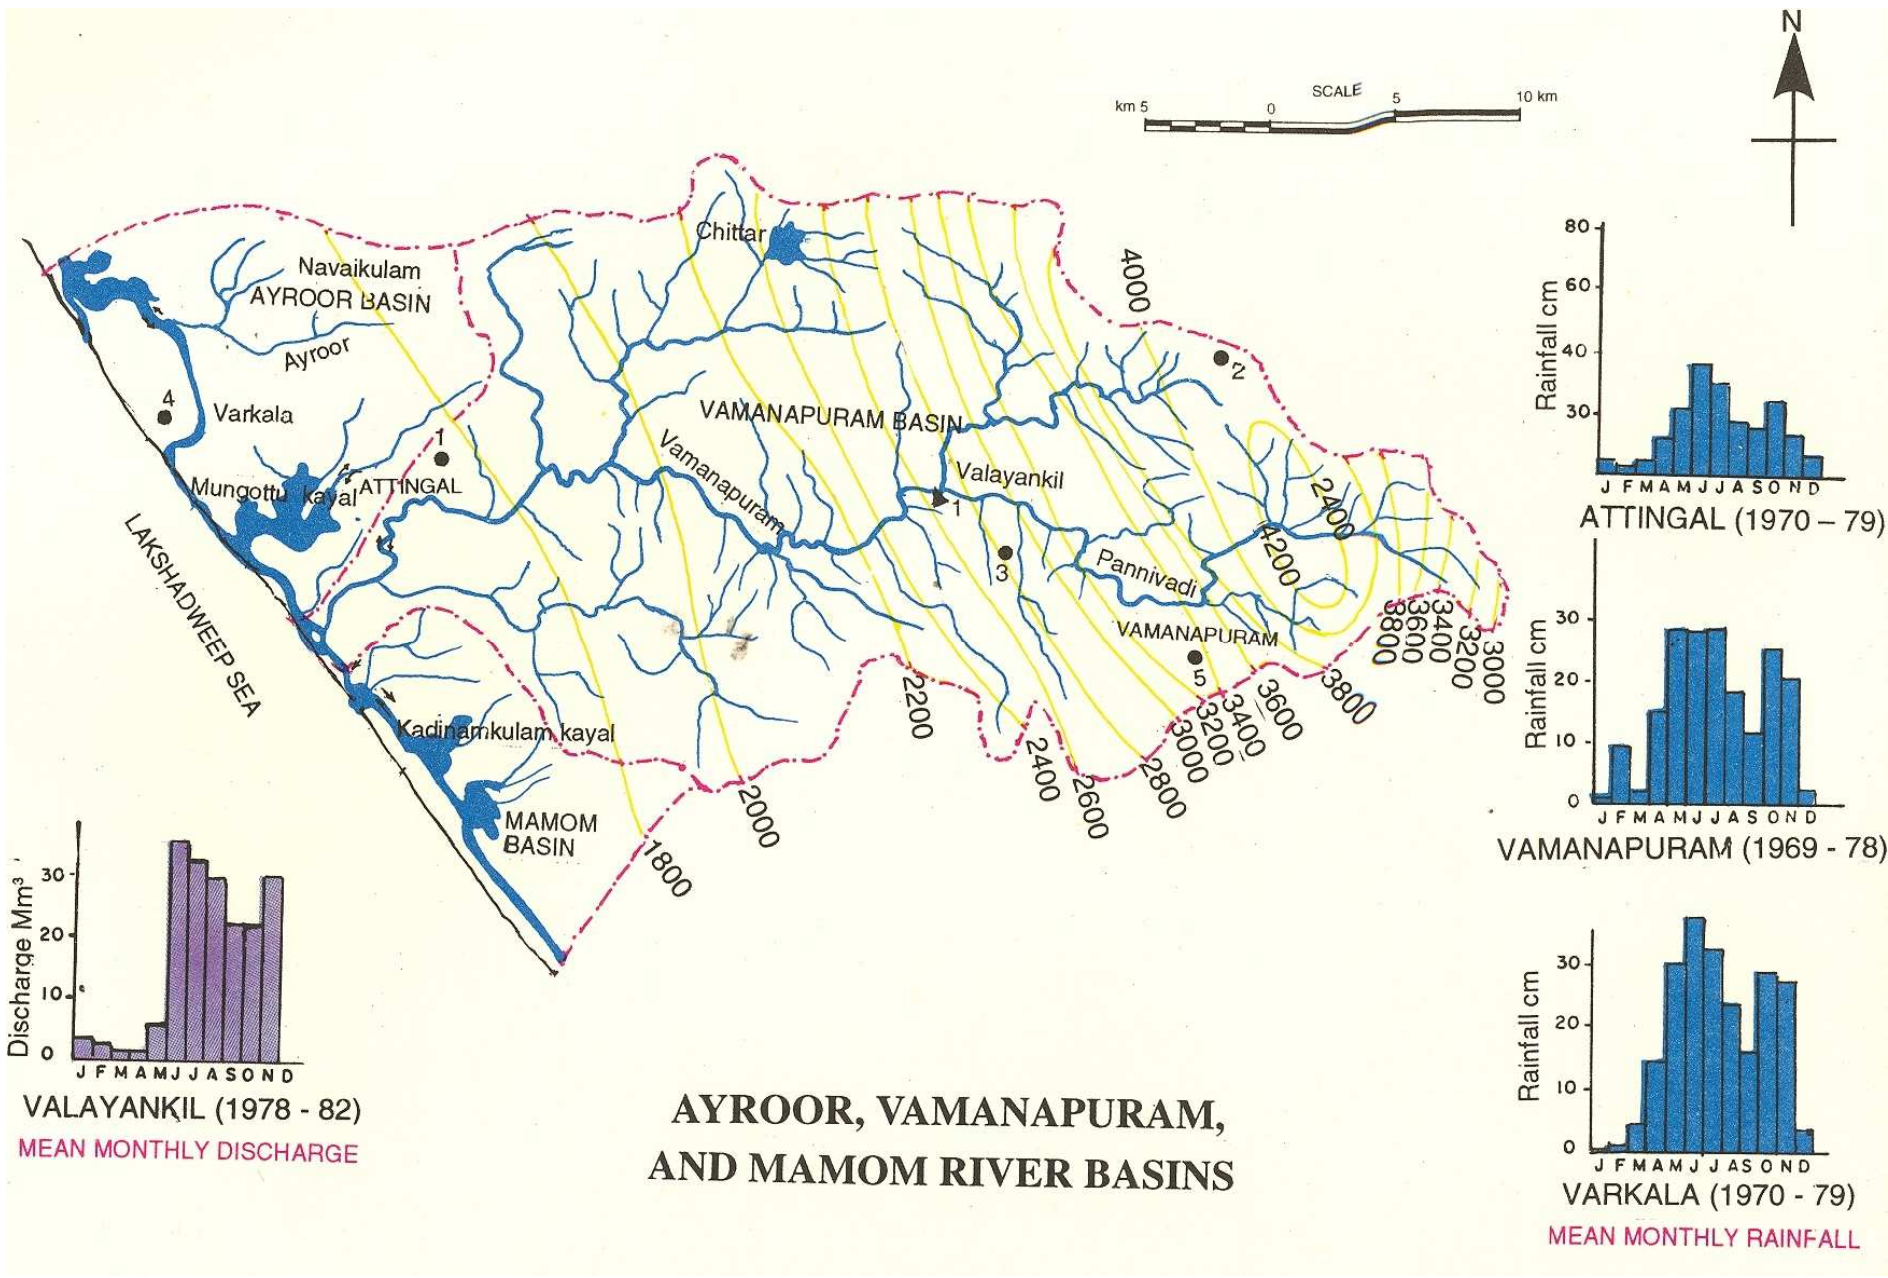 N
SCALE
km 5 0 5 10 km
Chittar
Navaikulam
AYROOR BASIN
Ayroor
4000
2
4
Varkala
1
VAMANAPURAM BASIN
Vamanapuram
Valayankil
1
Mungottu kayal
ATTINGAL
2400
4200
3
Pannivadi
VAMANAPURAM
5
LAKSHADWEEP SEA
Kadinamkulam kayal
MAMOM
BASIN
1800
2000
2200
2400
2600
2800
3000
3200
3400
3600
3800
3800
3600
3400
3200
3000
Rainfall cm
80
60
40
30
J F M A M J J A S O N D
ATTINGAL (1970 – 79)
Rainfall cm
30
20
10
0
J F M A M J J A S O N D
VAMANAPURAM (1969 - 78)
Rainfall cm
30
20
10
0
J F M A M J J A S O N D
VARKALA (1970 - 79)
MEAN MONTHLY RAINFALL
Discharge Mm³
30
20
10
0
J F M A M J J A S O N D
VALAYANKIL (1978 - 82)
MEAN MONTHLY DISCHARGE
AYROOR, VAMANAPURAM,
AND MAMOM RIVER BASINS